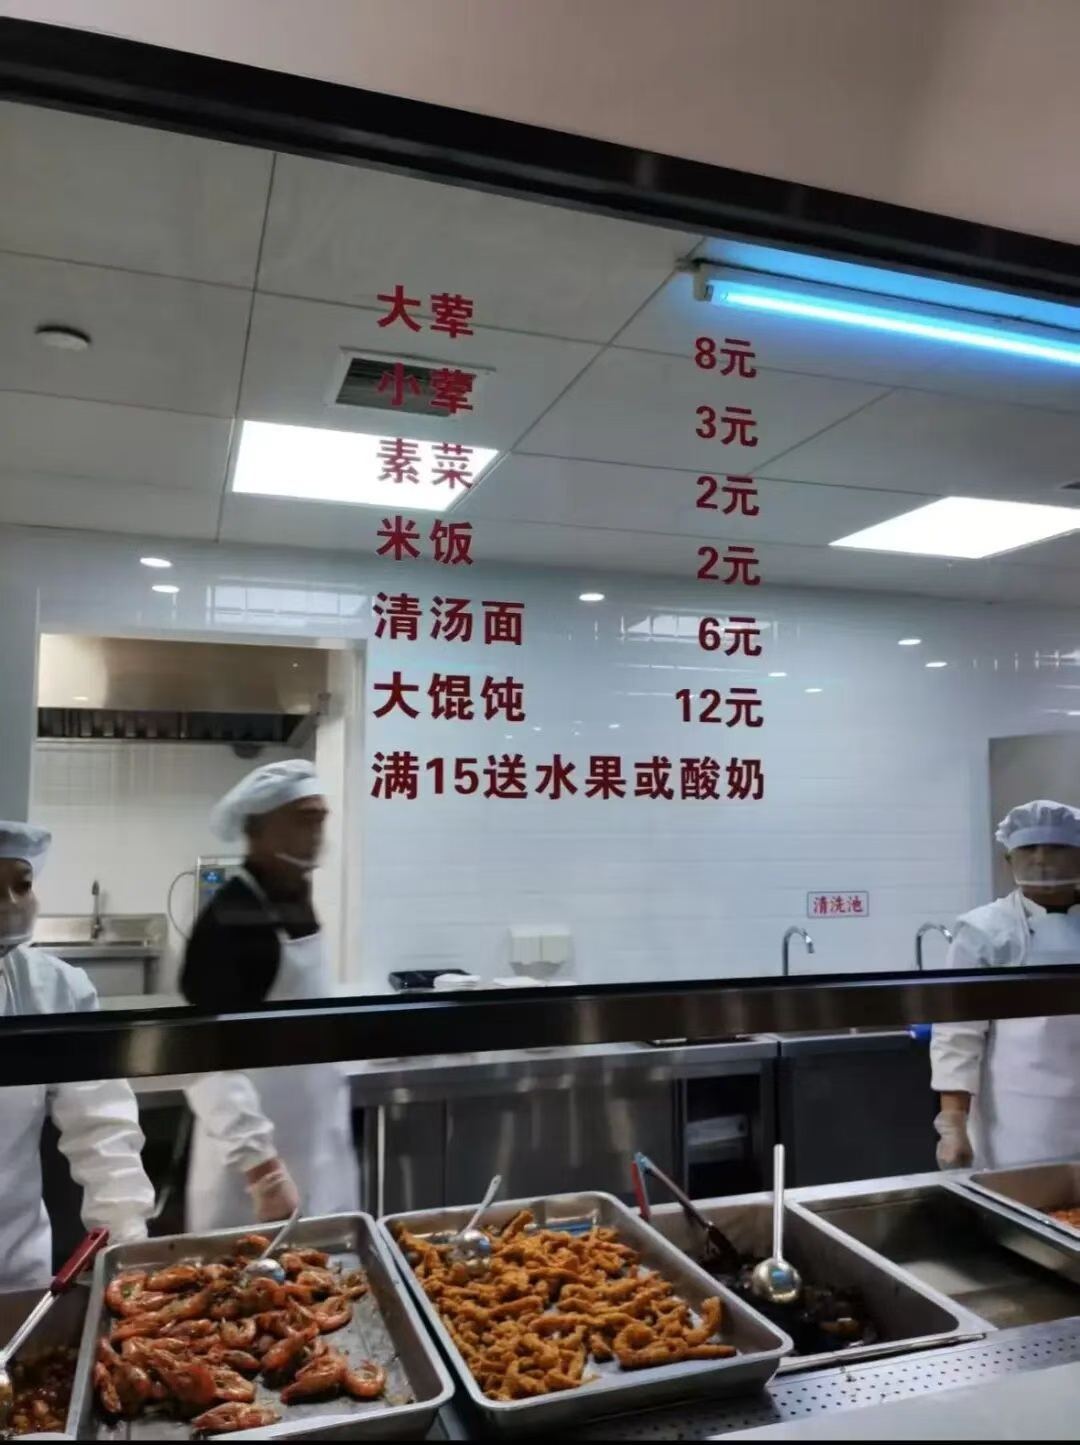 大荤 8元
小荤 3元
素菜 2元
米饭 2元
清汤面 6元
大馄饨 12元
满15送水果或酸奶
清洗池